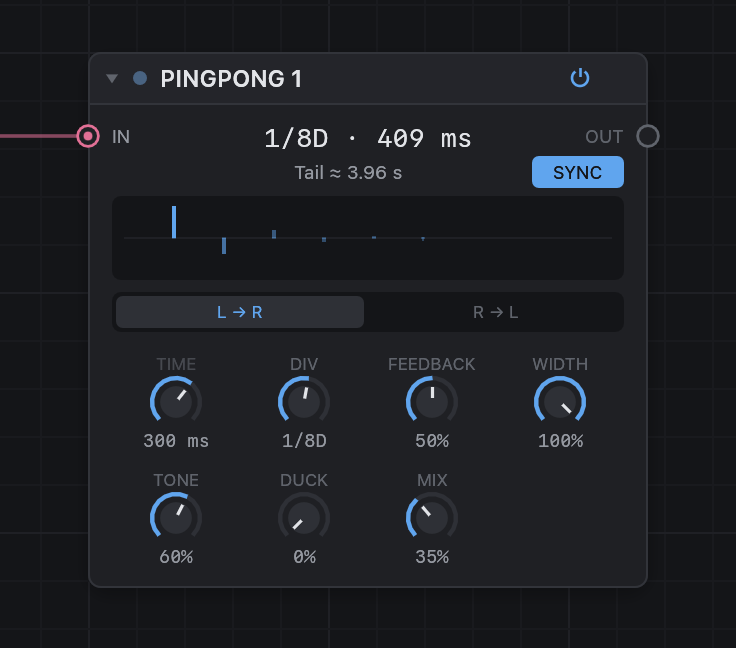 PINGPONG 1
IN
1/8D · 409 ms
OUT
Tail ≈ 3.96 s
SYNC
L → R
R → L
TIME
DIV
FEEDBACK
WIDTH
300 ms
1/8D
50%
100%
TONE
DUCK
MIX
60%
0%
35%